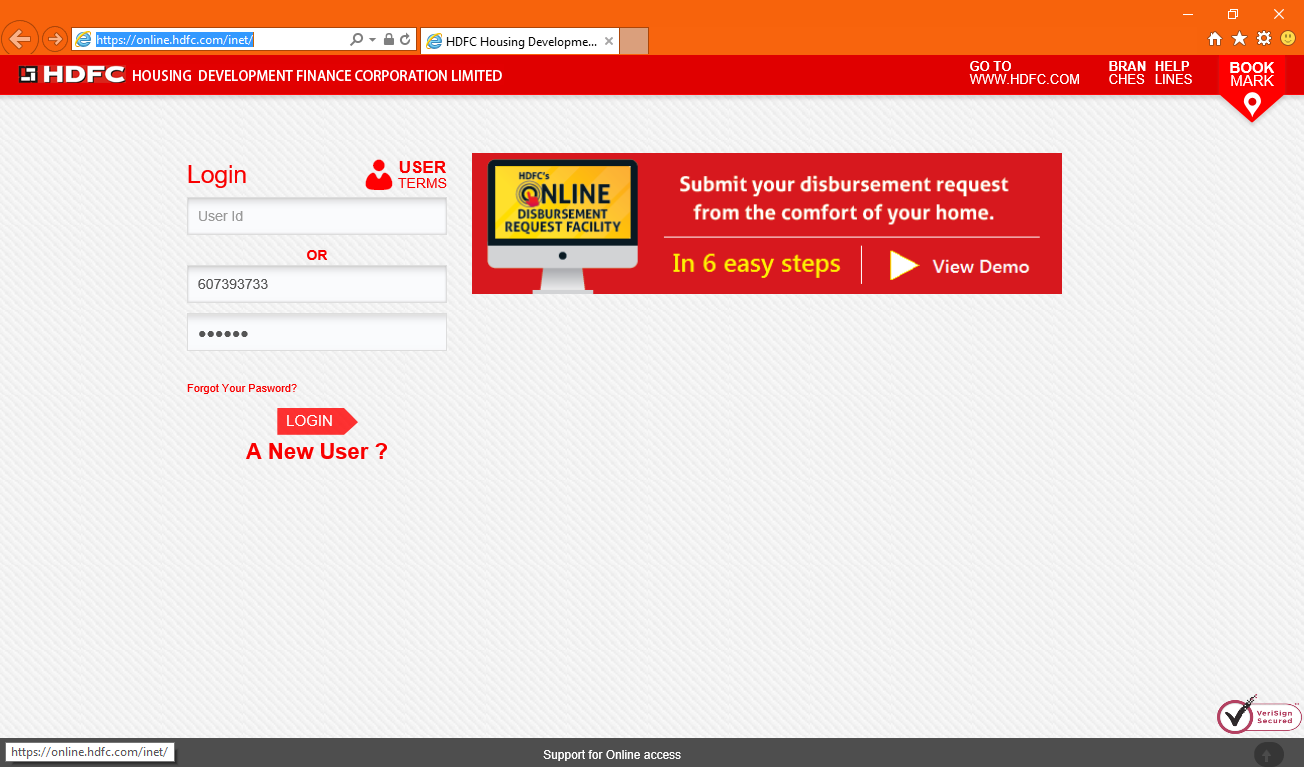 https://online.hdfc.com/inet/
HDFC Housing Developme...
HDFC HOUSING DEVELOPMENT FINANCE CORPORATION LIMITED
GO TO
WWW.HDFC.COM
BRAN
CHES
HELP
LINES
BOOK
MARK
Login
USER
TERMS
User Id
OR
607393733
••••••
Forgot Your Pasword?
LOGIN
A New User ?
HDFC's
ONLINE
DISBURSEMENT
REQUEST FACILITY
Submit your disbursement request
from the comfort of your home.
In 6 easy steps
View Demo
VeriSign
Secured
https://online.hdfc.com/inet/
Support for Online access